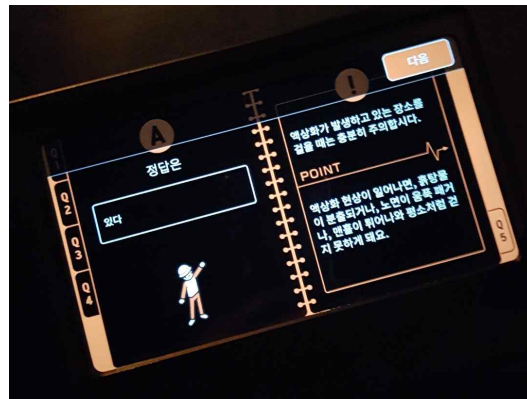 다음
A
!
정답은
있다
액상화가 발생하고 있는 장소를
걸을 때는 충분히 주의합시다.
POINT
액상화 현상이 일어나면, 흙탕물
이 분출되거나, 노면이 움푹 패거
나, 맨홀이 튀어나와 평소처럼 걷
지 못하게 돼요.
Q1
Q2
Q3
Q4
Q5